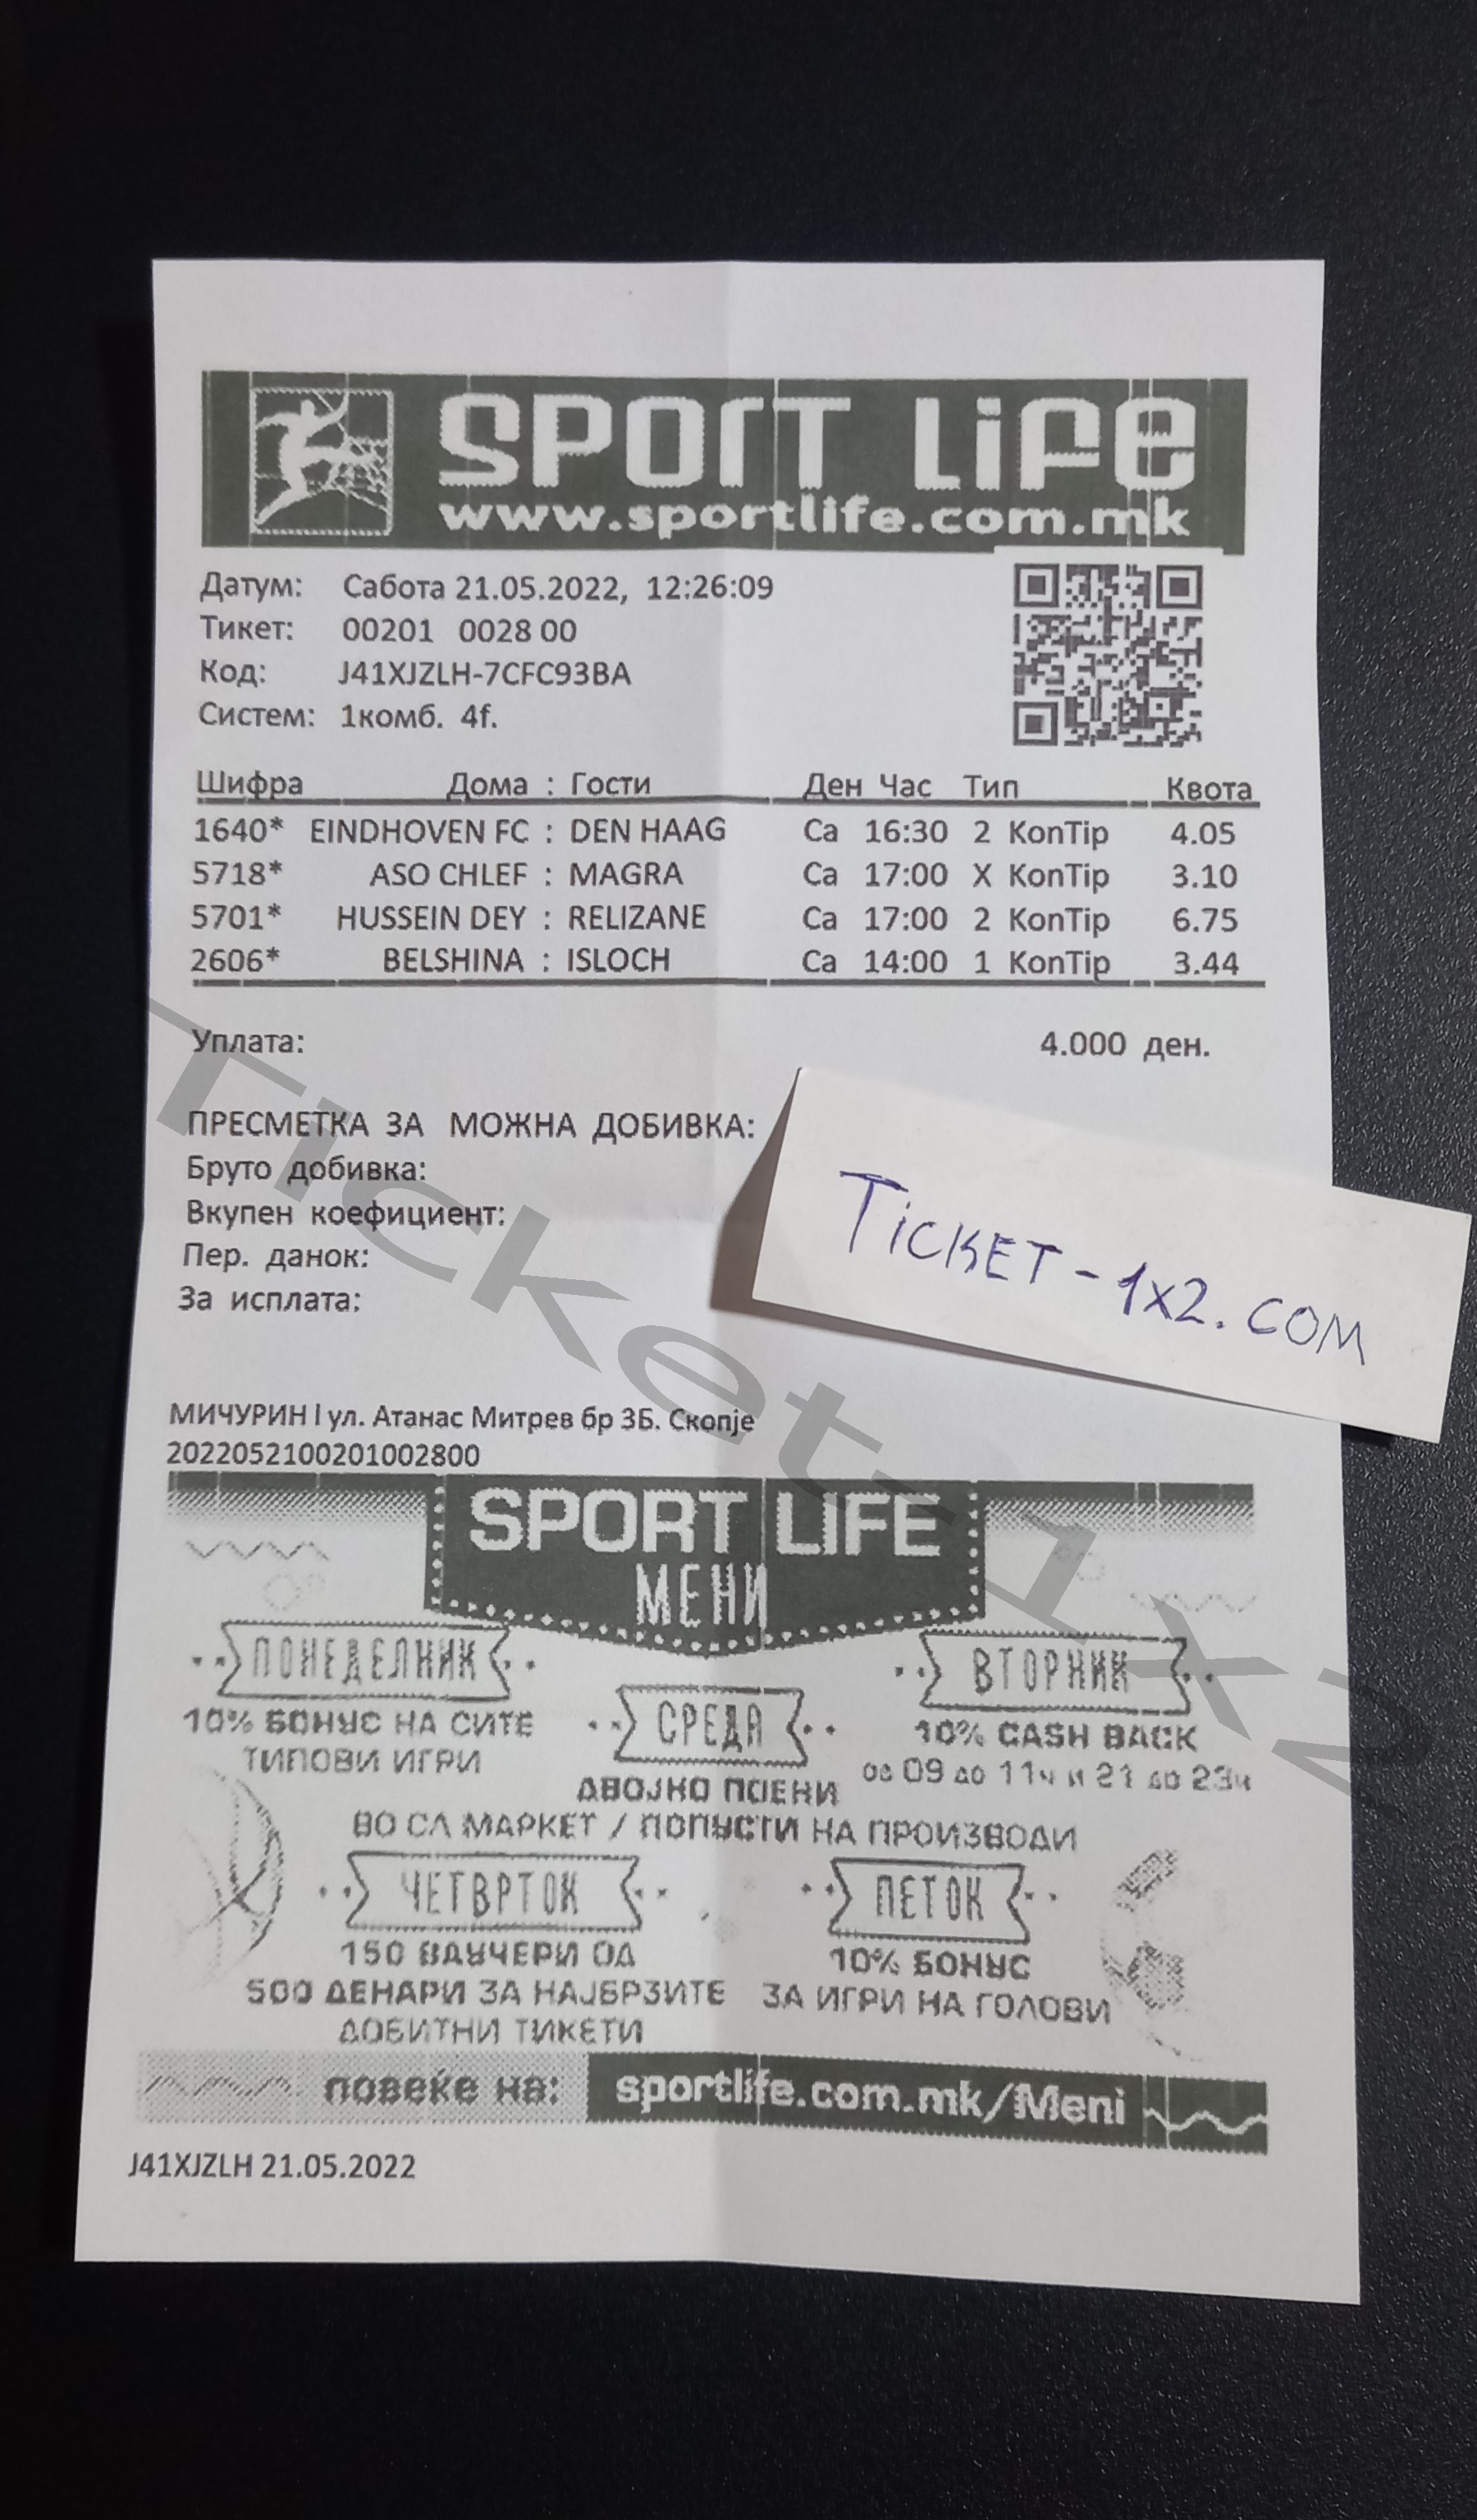 SPORT LIFE
www.sportlife.com.mk
Датум: Сабота 21.05.2022, 12:26:09
Тикет: 00201 0028 00
Код: J41XJZLH-7CFC93BA
Систем: 1комб. 4f.
Шифра Дома : Гости Ден Час Тип Квота
1640* EINDHOVEN FC : DEN HAAG Са 16:30 2 KonTip 4.05
5718* ASO CHLEF : MAGRA Са 17:00 X KonTip 3.10
5701* HUSSEIN DEY : RELIZANE Са 17:00 2 KonTip 6.75
2606* BELSHINA : ISLOCH Са 14:00 1 KonTip 3.44
Уплата: 4.000 ден.
ПРЕСМЕТКА ЗА МОЖНА ДОБИВКА:
Бруто добивка:
Вкупен коефициент:
Пер. данок:
За исплата:
TICKET-1X2.COM
Ticket-1x2
МИЧУРИН I ул. Атанас Митрев бр 3Б. Скопје
2022052100201002800
SPORT LIFE
МЕНИ
ПОНЕДЕЛНИК
10% БОНУС НА СИТЕ
ТИПОВИ ИГРИ
ВТОРНИК
10% CASH BACK
од 09 до 11ч и 21 до 23ч
СРЕДА
ДВОЈНО ПОЕНИ
ВО СЛ МАРКЕТ / ПОПУСТИ НА ПРОИЗВОДИ
ЧЕТВРТОК
150 ВАУЧЕРИ ОД
500 ДЕНАРИ ЗА НАЈБРЗИТЕ
ДОБИТНИ ТИКЕТИ
ПЕТОК
10% БОНУС
ЗА ИГРИ НА ГОЛОВИ
повеќе на: sportlife.com.mk/Meni
J41XJZLH 21.05.2022